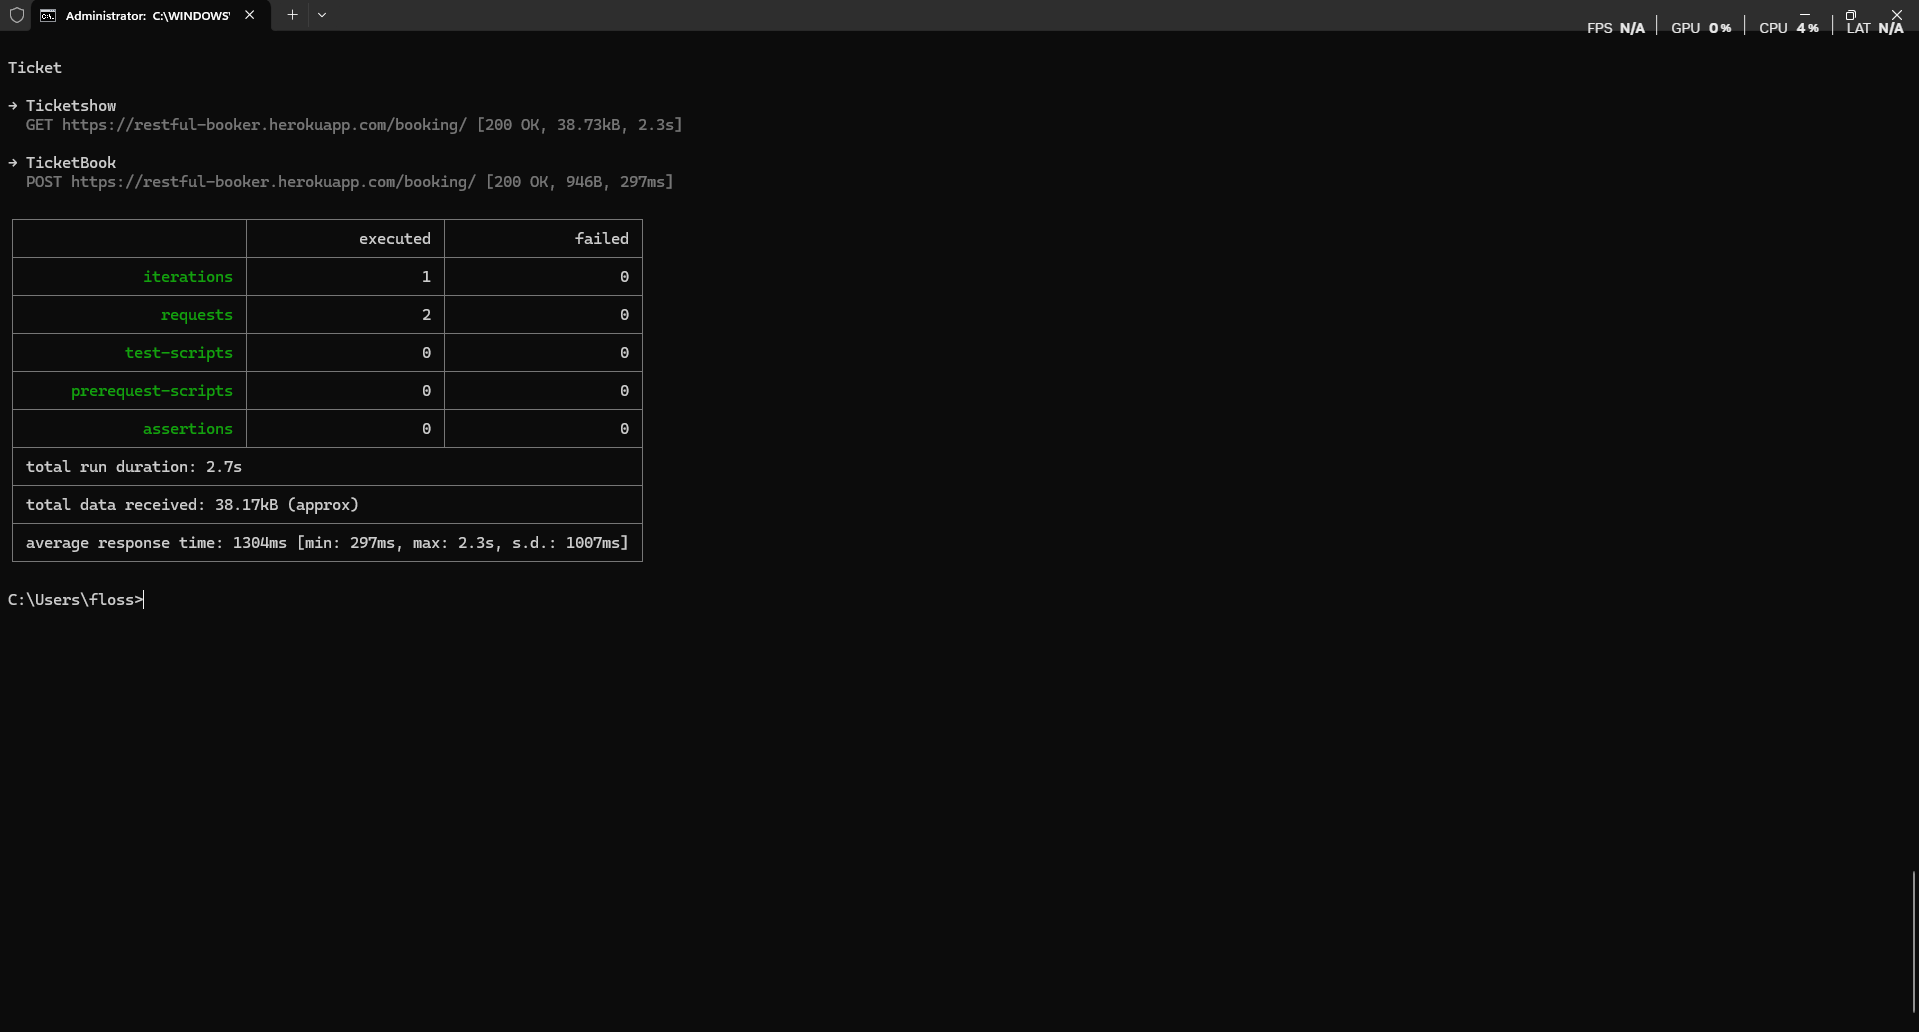 Administrator: C:\WINDOWS'
FPS N/A GPU 0% CPU 4% LAT N/A
Ticket
→ Ticketshow
GET https://restful-booker.herokuapp.com/booking/ [200 OK, 38.73kB, 2.3s]
→ TicketBook
POST https://restful-booker.herokuapp.com/booking/ [200 OK, 946B, 297ms]
executed failed
iterations 1 0
requests 2 0
test-scripts 0 0
prerequest-scripts 0 0
assertions 0 0
total run duration: 2.7s
total data received: 38.17kB (approx)
average response time: 1304ms [min: 297ms, max: 2.3s, s.d.: 1007ms]
C:\Users\floss>